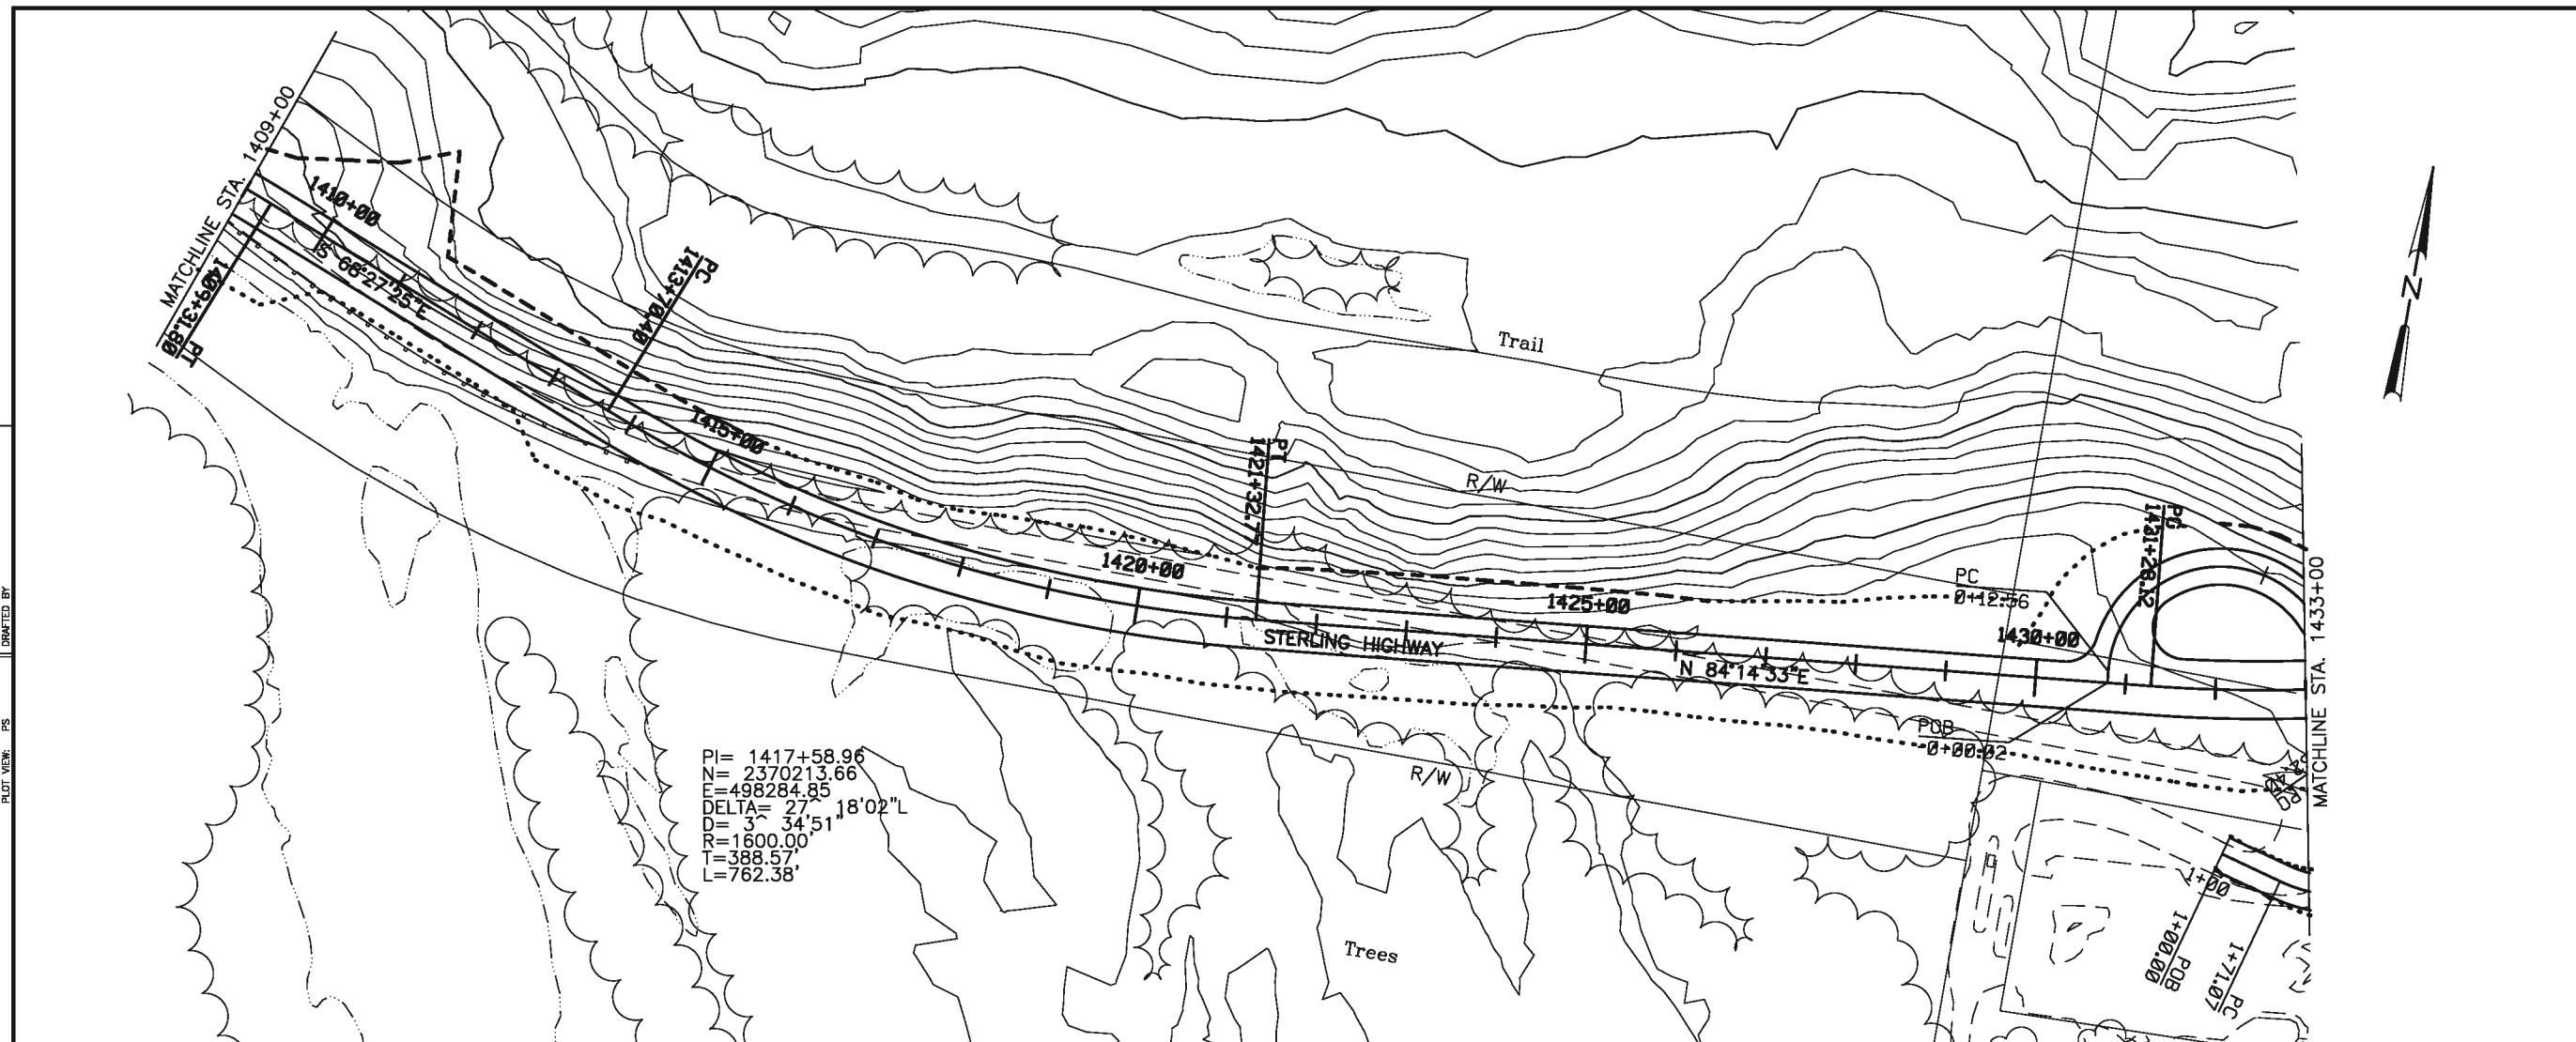 MATCHLINE STA. 1409+00
1410+00
S 68°27'25"E
PT
1409+31.80
PC
1413+70.40
1415+00
Trail
PT
1421+32.77
R/W
1420+00
1425+00
STERLING HIGHWAY
N 84°14'33"E
PC
0+12.56
1430+00
PC
1431+28.12
MATCHLINE STA. 1433+00
POB
0+00.02
R/W
PI= 1417+58.96
N= 2370213.66
E=498284.85
DELTA= 27^ 18'02"L
D= 3^ 34'51"
R=1600.00'
T=388.57'
L=762.38'
Trees
1+00
1+00.00
POB
1+71.07
PC
N
DRAFTED BY
PLOT VIEW: PS